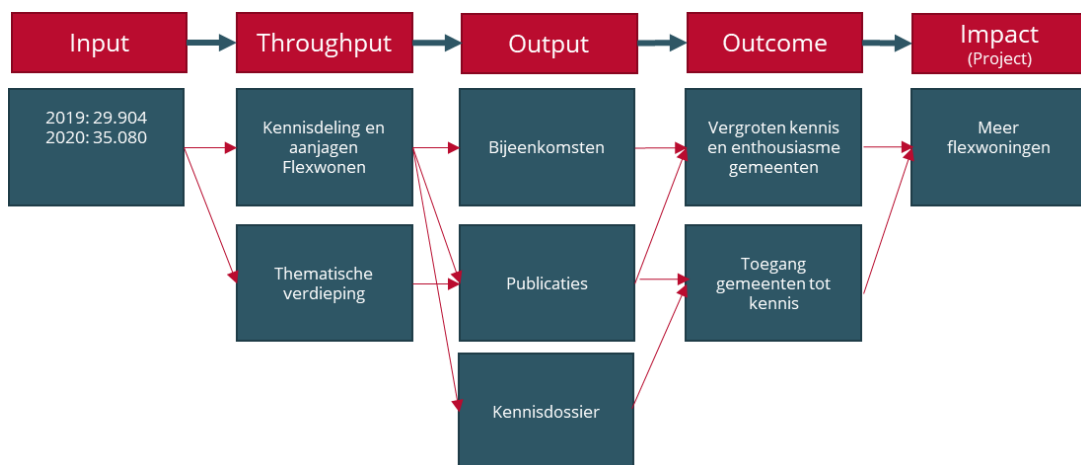 Input
Throughput
Output
Outcome
Impact
(Project)
2019: 29.904
2020: 35.080
Kennisdeling en
aanjagen
Flexwonen
Bijeenkomsten
Vergroten kennis
en enthousiasme
gemeenten
Meer
flexwoningen
Thematische
verdieping
Publicaties
Toegang
gemeenten tot
kennis
Kennisdossier